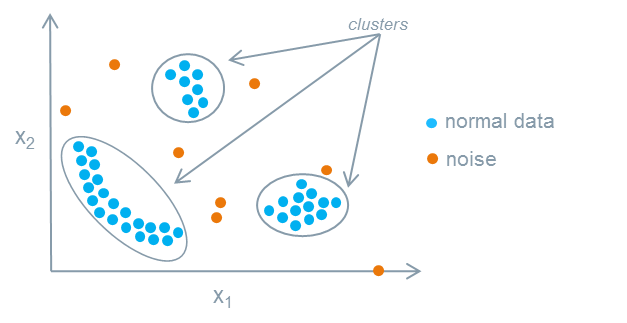 clusters
x₂
normal data
noise
x₁